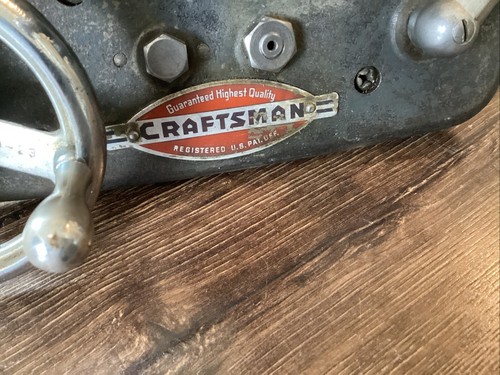 Guaranteed Highest Quality
CRAFTSMAN
REGISTERED U.S. PAT. OFF.